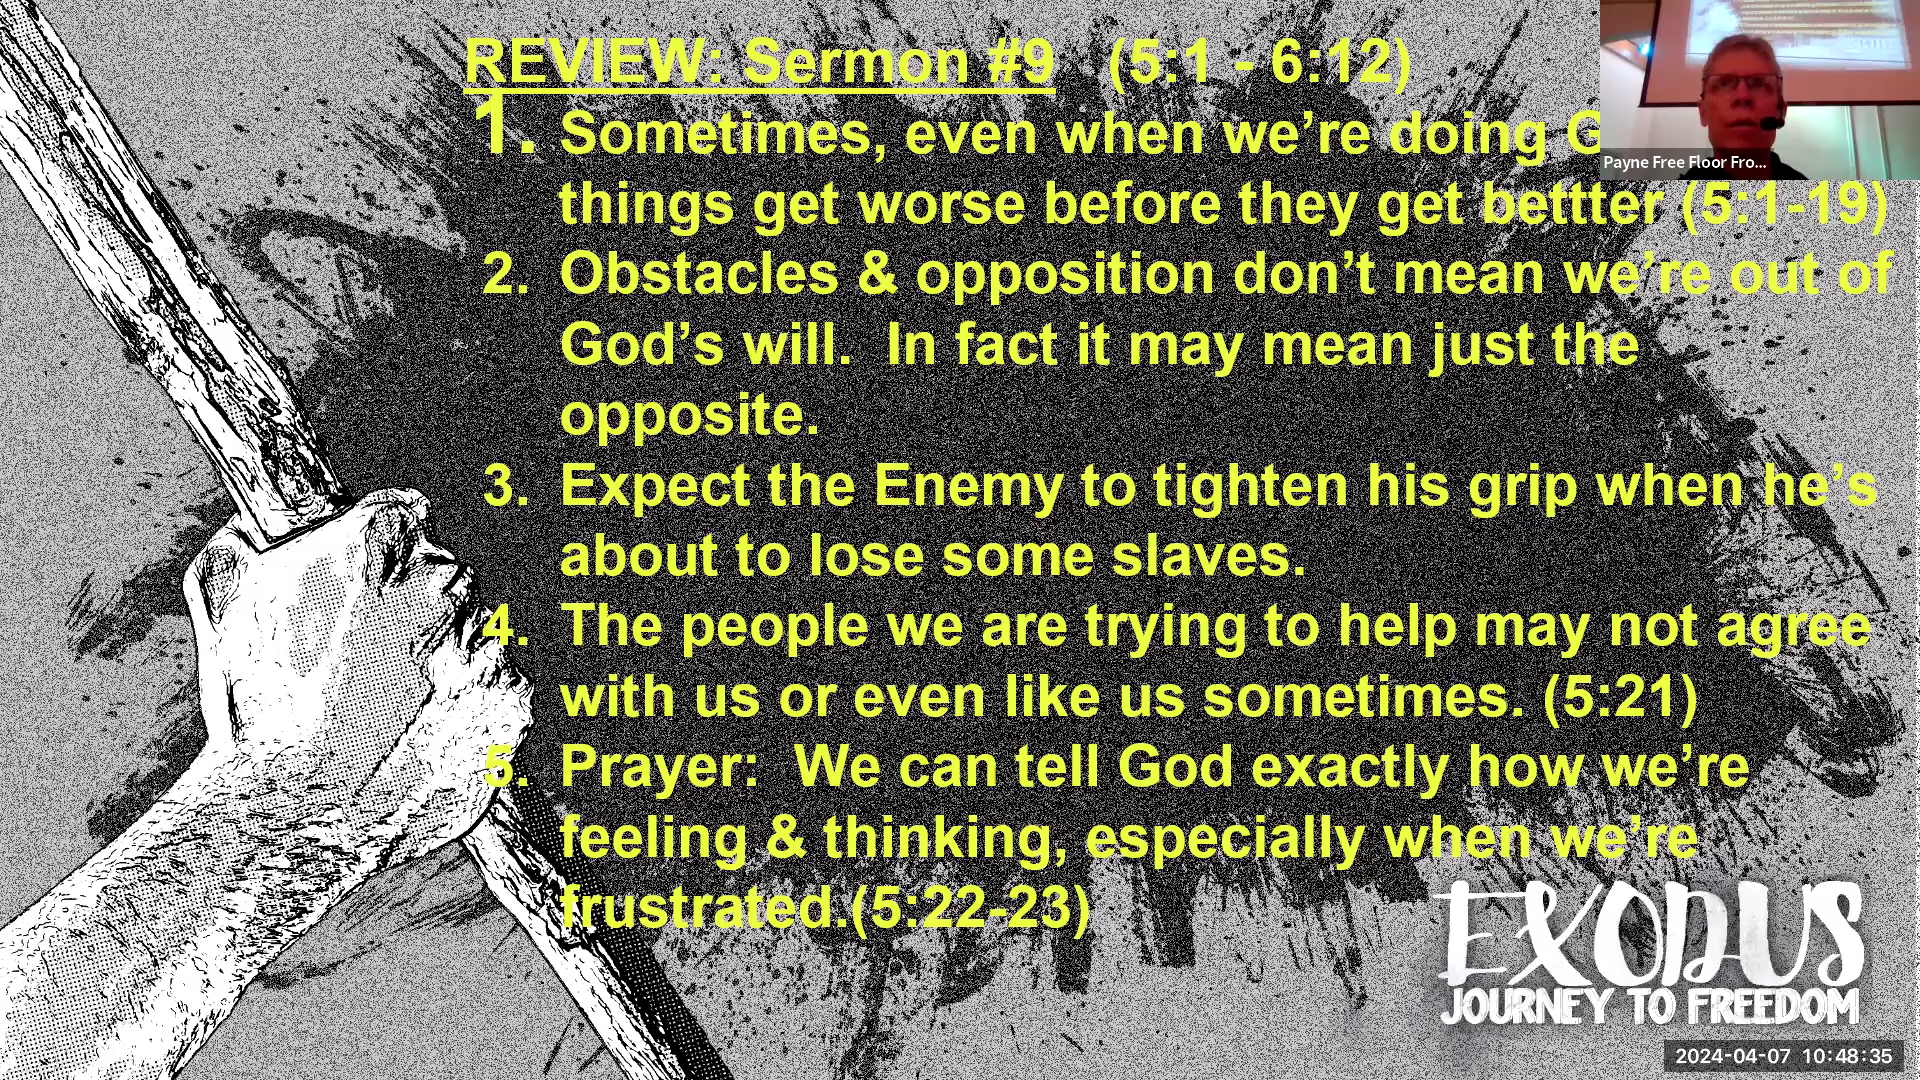 REVIEW: Sermon #9 (5:1 - 6:12)
1. Sometimes, even when we're doing
things get worse before they get bettter (5:1-19)
2. Obstacles & opposition don't mean we're out of
God's will. In fact it may mean just the
opposite.
3. Expect the Enemy to tighten his grip when he's
about to lose some slaves.
4. The people we are trying to help may not agree
with us or even like us sometimes. (5:21)
5. Prayer: We can tell God exactly how we're
feeling & thinking, especially when we're
frustrated.(5:22-23)
Payne Free Floor Fro...
EXODUS
JOURNEY TO FREEDOM
2024-04-07 10:48:35